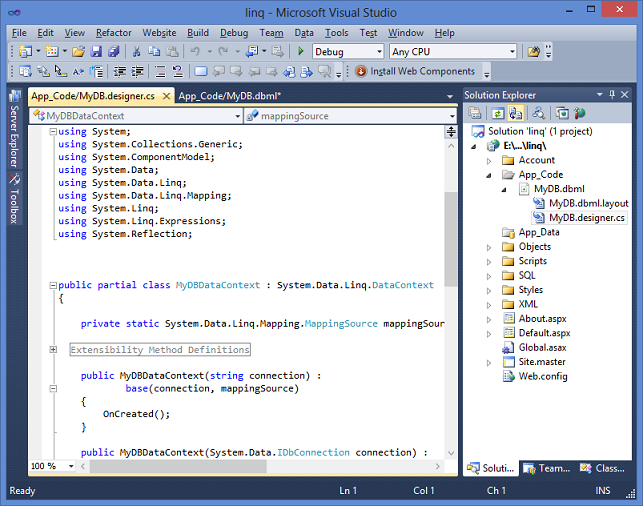 linq - Microsoft Visual Studio
File Edit View Refactor Website Build Debug Team Data Tools Test Window Help
Debug Any CPU
Install Web Components
Server Explorer
Toolbox
App_Code/MyDB.designer.cs App_Code/MyDB.dbml*
MyDBDataContext mappingSource
using System;
using System.Collections.Generic;
using System.ComponentModel;
using System.Data;
using System.Data.Linq;
using System.Data.Linq.Mapping;
using System.Linq;
using System.Linq.Expressions;
using System.Reflection;
public partial class MyDBDataContext : System.Data.Linq.DataContext
{
private static System.Data.Linq.Mapping.MappingSource mappingSour
Extensibility Method Definitions
public MyDBDataContext(string connection) :
base(connection, mappingSource)
{
OnCreated();
}
public MyDBDataContext(System.Data.IDbConnection connection) :
100 %
Solution Explorer
Solution 'linq' (1 project)
E:\...\linq\
Account
App_Code
MyDB.dbml
MyDB.dbml.layout
MyDB.designer.cs
App_Data
Objects
Scripts
SQL
Styles
XML
About.aspx
Default.aspx
Global.asax
Site.master
Web.config
Soluti... Team... Class...
Ready Ln 1 Col 1 Ch 1 INS